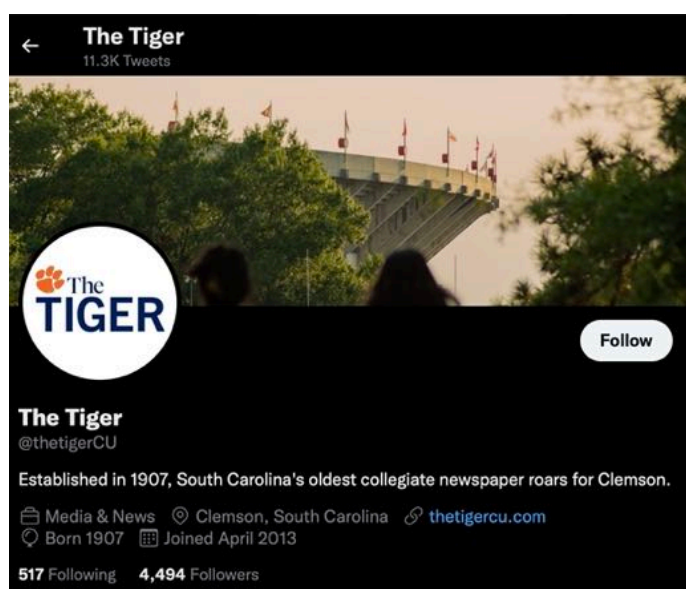 The Tiger
11.3K Tweets
The
TIGER
Follow
The Tiger
@thetigerCU
Established in 1907, South Carolina's oldest collegiate newspaper roars for Clemson.
Media & News Clemson, South Carolina thetigercu.com
Born 1907 Joined April 2013
517 Following 4,494 Followers